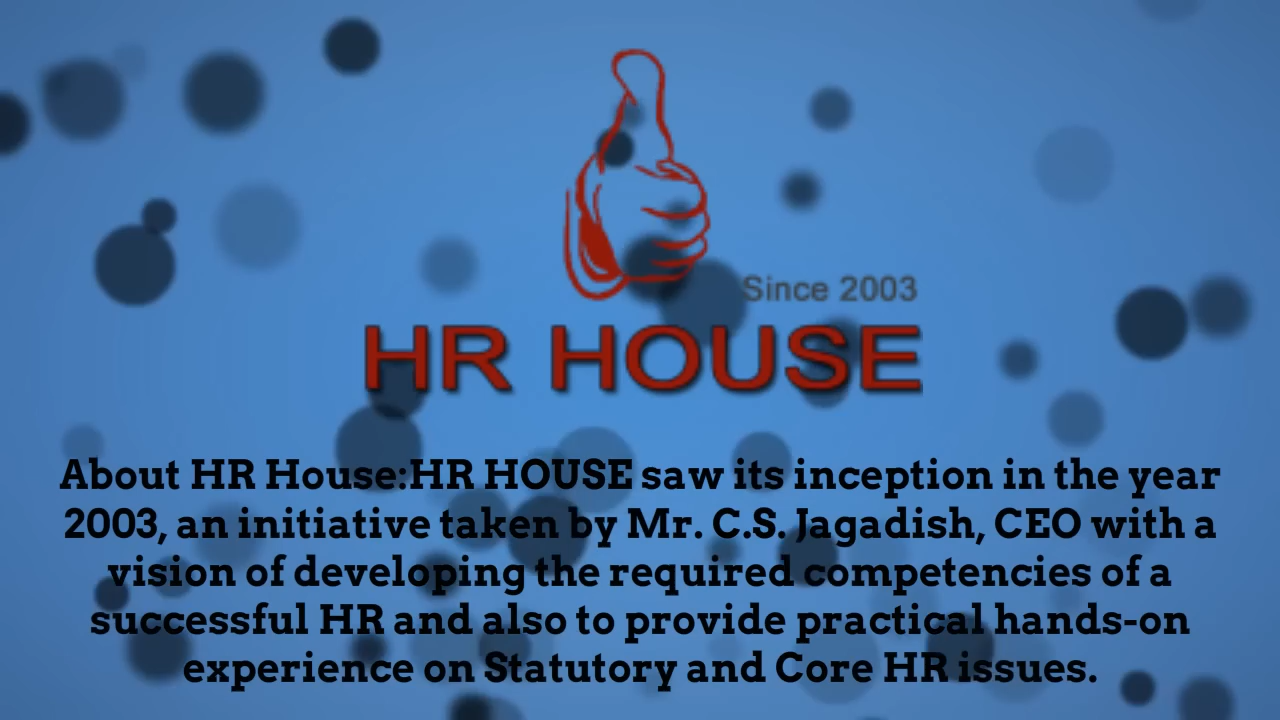 Since 2003
HR HOUSE
About HR House:HR HOUSE saw its inception in the year
2003, an initiative taken by Mr. C.S. Jagadish, CEO with a
vision of developing the required competencies of a
successful HR and also to provide practical hands-on
experience on Statutory and Core HR issues.